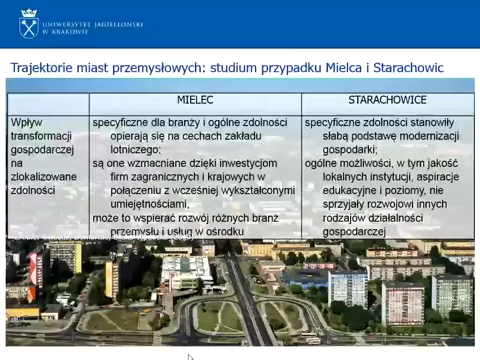 UNIWERSYTET JAGIELLOŃSKI
W KRAKOWIE
Trajektorie miast przemysłowych: studium przypadku Mielca i Starachowic
MIELEC
STARACHOWICE
Wpływ
transformacji
gospodarczej
na
zlokalizowane
zdolności
specyficzne dla branży i ogólne zdolności
opierają się na cechach zakładu
lotniczego;
są one wzmacniane dzięki inwestycjom
firm zagranicznych i krajowych w
połączeniu z wcześniej wykształconymi
umiejętnościami,
może to wspierać rozwój różnych branż
przemysłu i usług w ośrodku
specyficzne zdolności stanowiły
słabą podstawę modernizacji
gospodarki;
ogólne możliwości, w tym jakość
lokalnych instytucji, aspiracje
edukacyjne i poziomy, nie
sprzyjały rozwojowi innych
rodzajów działalności
gospodarczej